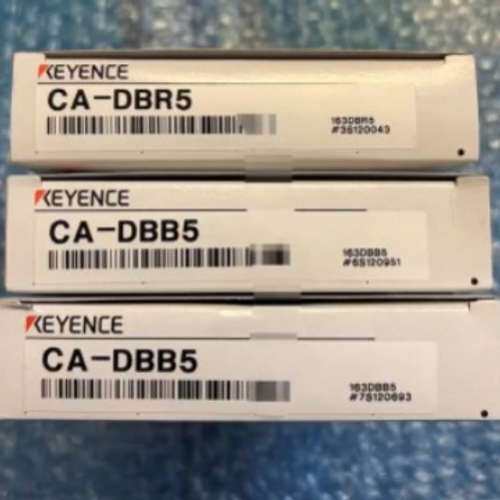 KEYENCE
CA-DBR5
163DBR5
#3S120043
KEYENCE
CA-DBB5
163DBB5
#6S120951
KEYENCE
CA-DBB5
163DBB5
#7S120693